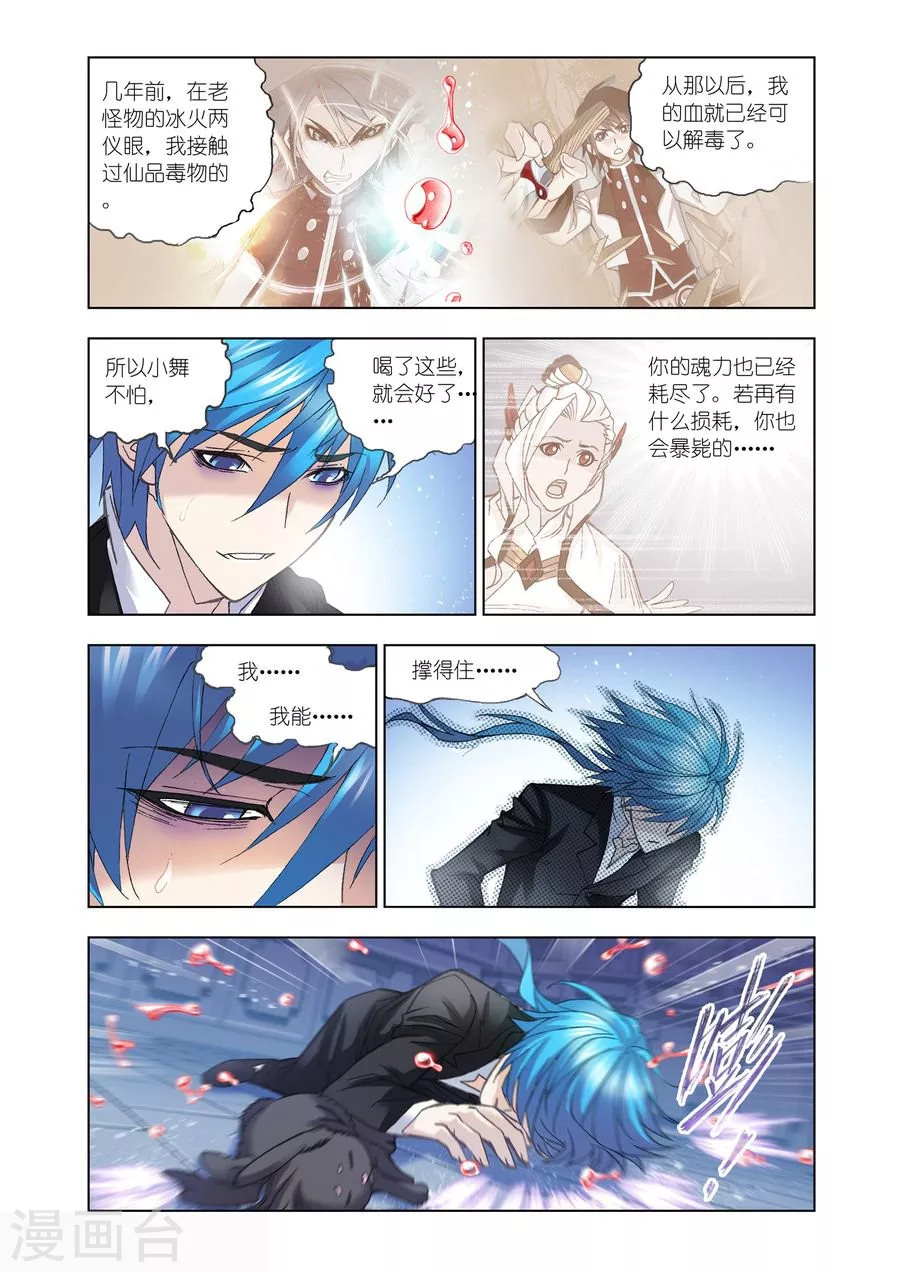 几年前，在老
怪物的冰火两
仪眼，我接触
过仙品毒物的
。
从那以后，我
的血就已经可
以解毒了。
所以小舞
不怕，
喝了这些，
就会好了⋯
⋯
你的魂力也已经
耗尽了。若再有
什么损耗，你也
会暴毙的⋯⋯
我⋯⋯
我能⋯⋯
撑得住⋯⋯
嘭！
漫画台